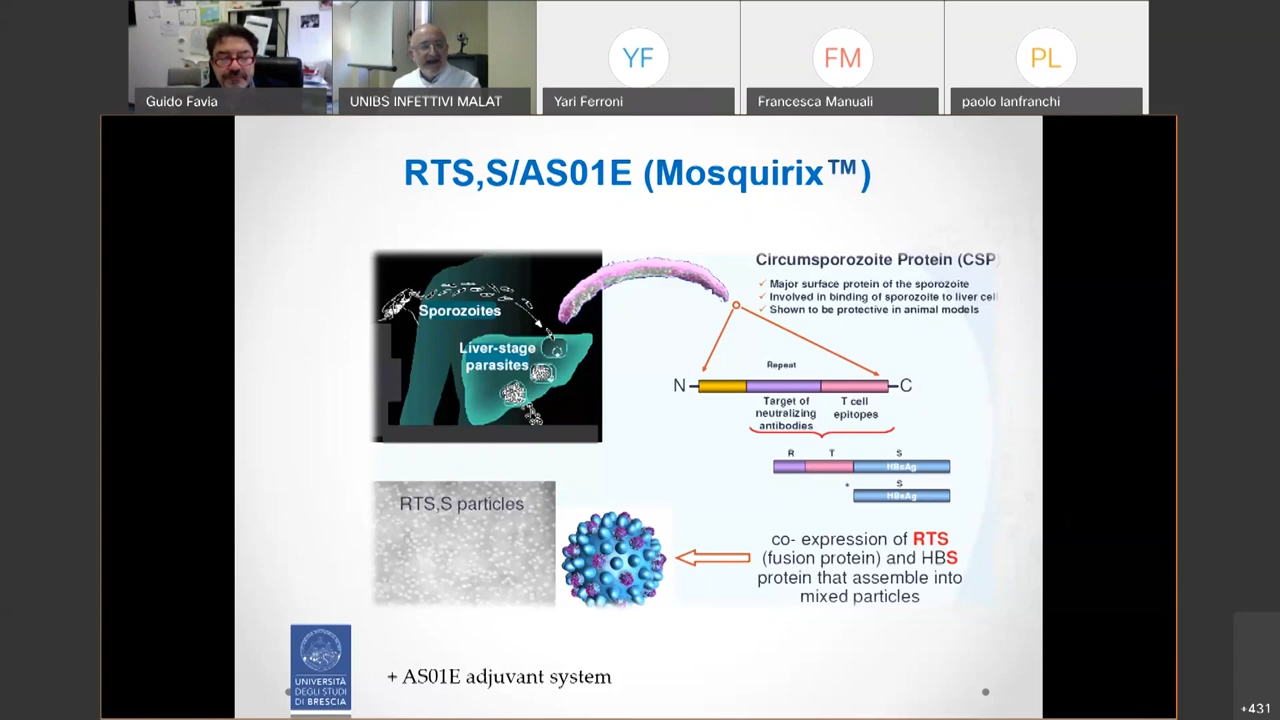 YF
FM
PL
Guido Favia
UNIBS INFETTIVI MALAT
Yari Ferroni
Francesca Manuali
paolo lanfranchi
RTS,S/AS01E (Mosquirix™)
Sporozoites
Liver-stage
parasites
Circumsporozoite Protein (CSP)
✓ Major surface protein of the sporozoite
✓ Involved in binding of sporozoite to liver cell
✓ Shown to be protective in animal models
Repeat
N
C
Target of
neutralizing
antibodies
T cell
epitopes
R T S
HBsAg
S
HBsAg
RTS,S particles
co- expression of RTS
(fusion protein) and HBS
protein that assemble into
mixed particles
UNIVERSITÀ
DEGLI STUDI
DI BRESCIA
+ AS01E adjuvant system
+431